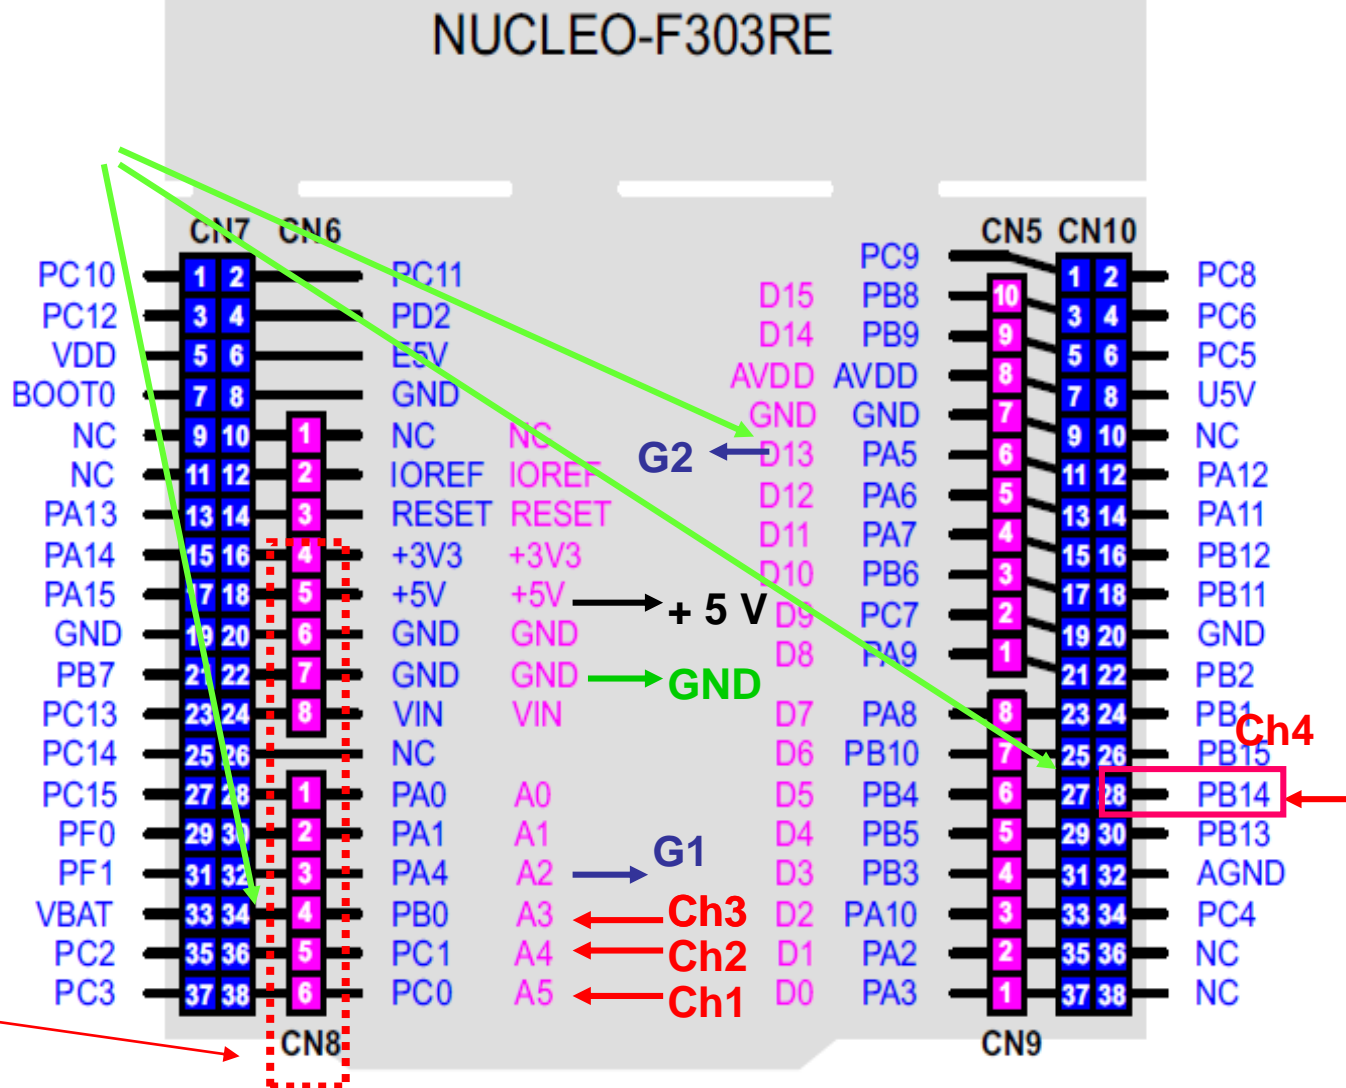 NUCLEO-F303RE
CN7 CN6 CN5 CN10
PC9
PC10 1 2 PC11 1 2 PC8
D15 PB8 10
PC12 3 4 PD2 3 4 PC6
D14 PB9 9
VDD 5 6 E5V 5 6 PC5
AVDD AVDD 8
BOOT0 7 8 GND 7 8 U5V
GND GND 7
NC 9 10 1 NC NC 9 10 NC
G2 D13 PA5 6
NC 11 12 2 IOREF IOREF 11 12 PA12
D12 PA6 5
PA13 13 14 3 RESET RESET 13 14 PA11
D11 PA7 4
PA14 15 16 4 +3V3 +3V3 15 16 PB12
D10 PB6 3
PA15 17 18 5 +5V +5V + 5 V 17 18 PB11
D9 PC7 2
GND 19 20 6 GND GND 19 20 GND
D8 PA9 1
PB7 21 22 7 GND GND GND 21 22 PB2
PC13 23 24 8 VIN VIN D7 PA8 8 23 24 PB1
Ch4
PC14 25 26 NC D6 PB10 7 25 26 PB15
PC15 27 28 1 PA0 A0 D5 PB4 6 27 28 PB14
PF0 29 30 2 PA1 A1 D4 PB5 5 29 30 PB13
G1
PF1 31 32 3 PA4 A2 D3 PB3 4 31 32 AGND
VBAT 33 34 4 PB0 A3 Ch3 D2 PA10 3 33 34 PC4
PC2 35 36 5 PC1 A4 Ch2 D1 PA2 2 35 36 NC
PC3 37 38 6 PC0 A5 Ch1 D0 PA3 1 37 38 NC
CN8 CN9